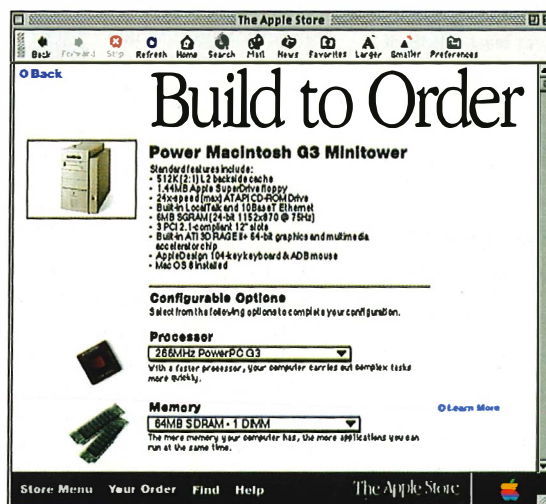 The Apple Store
Back Forward Stop Refresh Home Search Mail News Favorites Larger Smaller Preferences
Back
Build to Order
Power Macintosh G3 Minitower
Standard features include:
- 512K (2:1) L2 backside cache
- 1.44MB Apple SuperDrive floppy
- 24x-speed (max) ATAPI CD-ROM Drive
- Built-in LocalTalk and 10BaseT Ethernet
- 6MB SGRAM (24-bit 1152x870 @ 75Hz)
- 3 PCI 2.1-compliant 12" slots
- Built-in ATI 3D RAGE II+ 64-bit graphics and multimedia
accelerator chip
- AppleDesign 104-key keyboard & ADB mouse
- Mac OS 8 installed
Configurable Options
Select from the following options to complete your configuration.
Processor
266MHz PowerPC G3
With a faster processor, your computer carries out complex tasks
more quickly.
Memory
Learn More
64MB SDRAM - 1 DIMM
The more memory your computer has, the more applications you can
run at the same time.
Store Menu Your Order Find Help The Apple Store